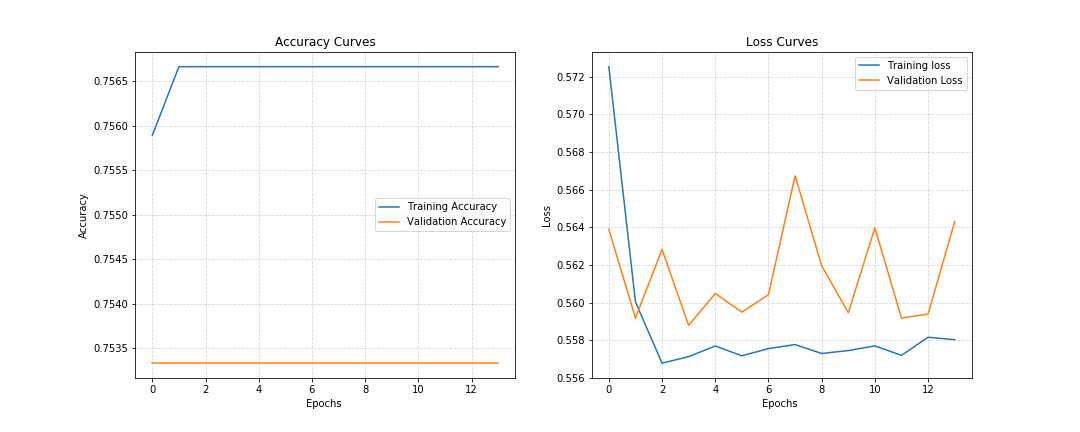 Accuracy Curves
0.7565
0.7560
0.7555
0.7550
0.7545
0.7540
0.7535
Accuracy
0 2 4 6 8 10 12
Epochs
Training Accuracy
Validation Accuracy
Loss Curves
0.572
0.570
0.568
0.566
0.564
0.562
0.560
0.558
0.556
Loss
0 2 4 6 8 10 12
Epochs
Training loss
Validation Loss